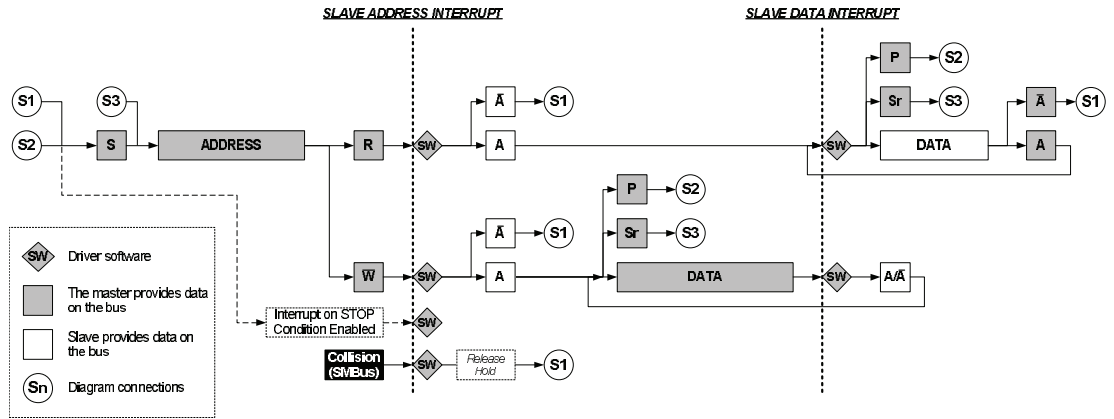 SLAVE ADDRESS INTERRUPT
SLAVE DATA INTERRUPT
P
S2
S1
S3
A̅
S1
Sr
S3
A̅
S1
S2
S
ADDRESS
R
SW
A
SW
DATA
A
P
S2
A̅
S1
Sr
S3
W̅
SW
A
DATA
SW
A/A̅
SW
Driver software
The master provides data
on the bus
Slave provides data on
the bus
Sn
Diagram connections
Interrupt on STOP
Condition Enabled
SW
Collision
(SMBus)
SW
Release
Hold
S1